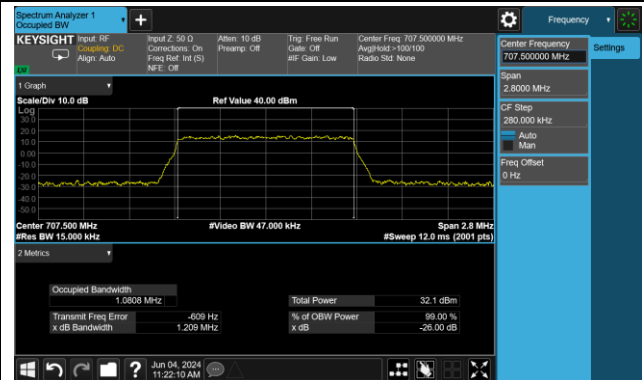 Spectrum Analyzer 1
Occupied BW
+
Frequency
KEYSIGHT
Input: RF
Coupling: DC
Align: Auto
Input Z: 50 Ω
Corrections: On
Freq Ref: Int (S)
NFE: Off
Atten: 10 dB
Preamp: Off
Trig: Free Run
Gate: Off
#IF Gain: Low
Center Freq: 707.500000 MHz
Avg|Hold:>100/100
Radio Std: None
Center Frequency
707.500000 MHz
Settings
Span
2.8000 MHz
CF Step
280.000 kHz
Auto
Man
Freq Offset
0 Hz
1 Graph
Scale/Div 10.0 dB
Ref Value 40.00 dBm
Log
30.0
20.0
10.0
0.00
-10.0
-20.0
-30.0
-40.0
-50.0
Center 707.500 MHz
#Video BW 47.000 kHz
Span 2.8 MHz
#Res BW 15.000 kHz
#Sweep 12.0 ms (2001 pts)
2 Metrics
Occupied Bandwidth
1.0808 MHz
Total Power
32.1 dBm
Transmit Freq Error
-609 Hz
% of OBW Power
99.00 %
x dB Bandwidth
1.209 MHz
x dB
-26.00 dB
?
Jun 04, 2024
11:22:10 AM